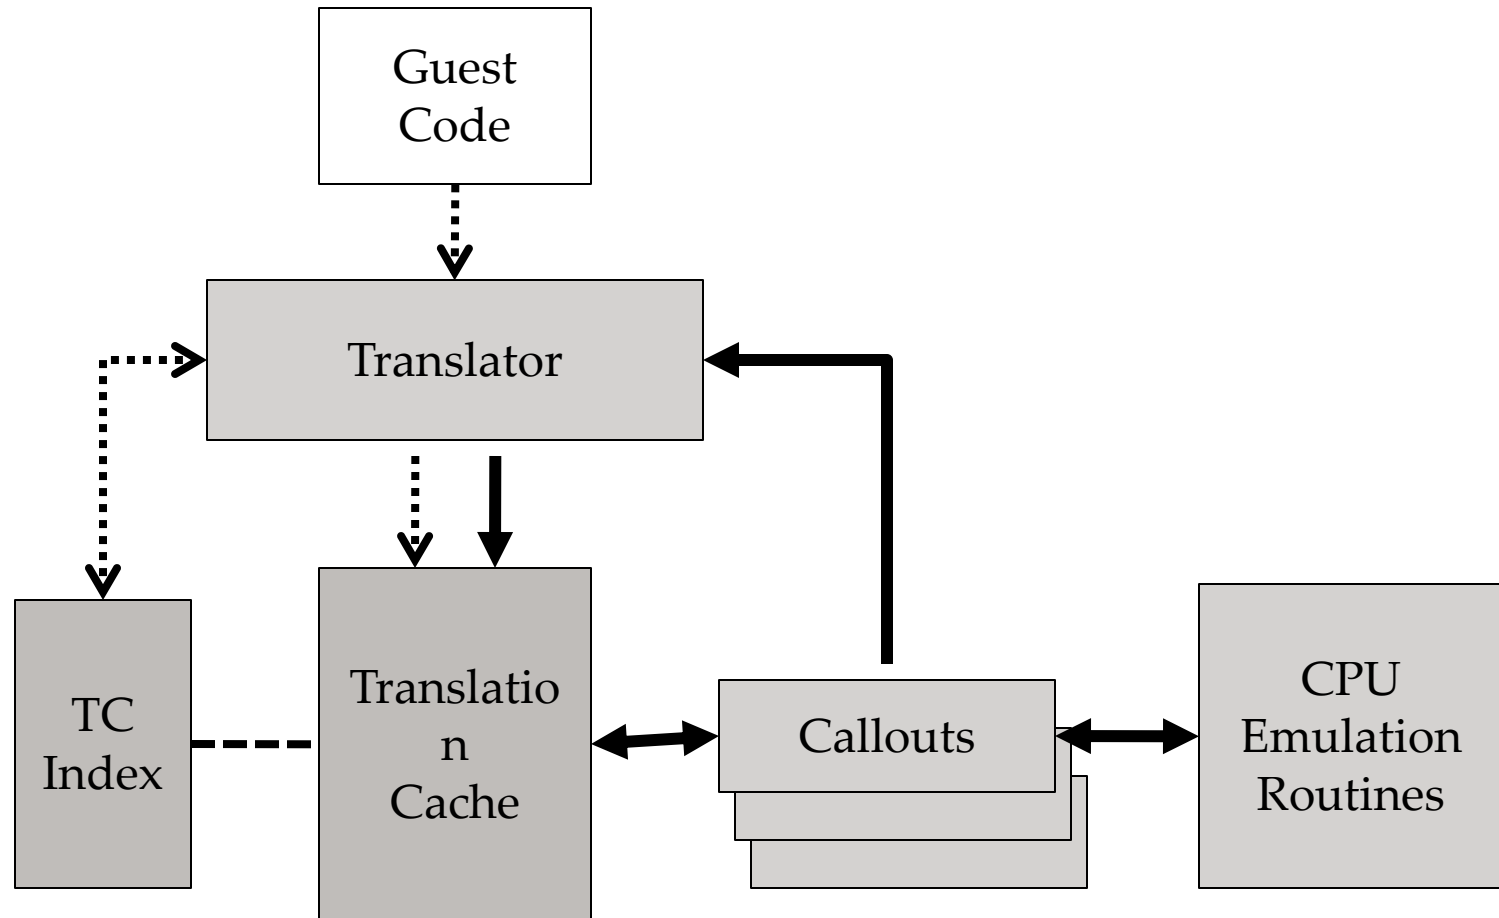 Guest
Code
Translator
TC
Index
Translatio
n
Cache
Callouts
CPU
Emulation
Routines